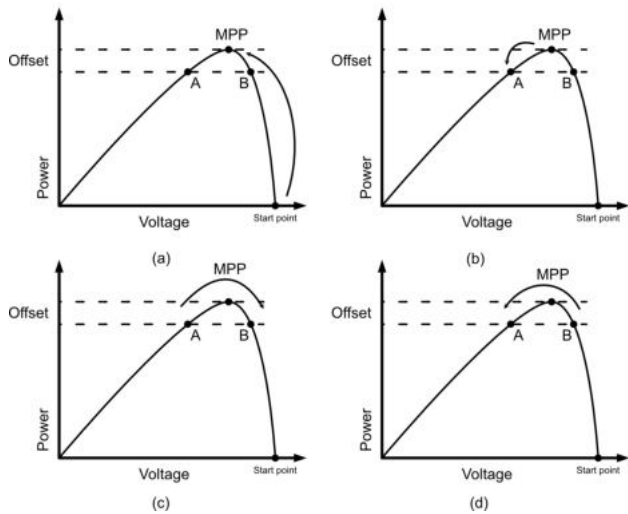 MPP
Offset
A
B
Power
Voltage
Start point
(a)
MPP
Offset
A
B
Power
Voltage
Start point
(b)
MPP
Offset
A
B
Power
Voltage
Start point
(c)
MPP
Offset
A
B
Power
Voltage
Start point
(d)